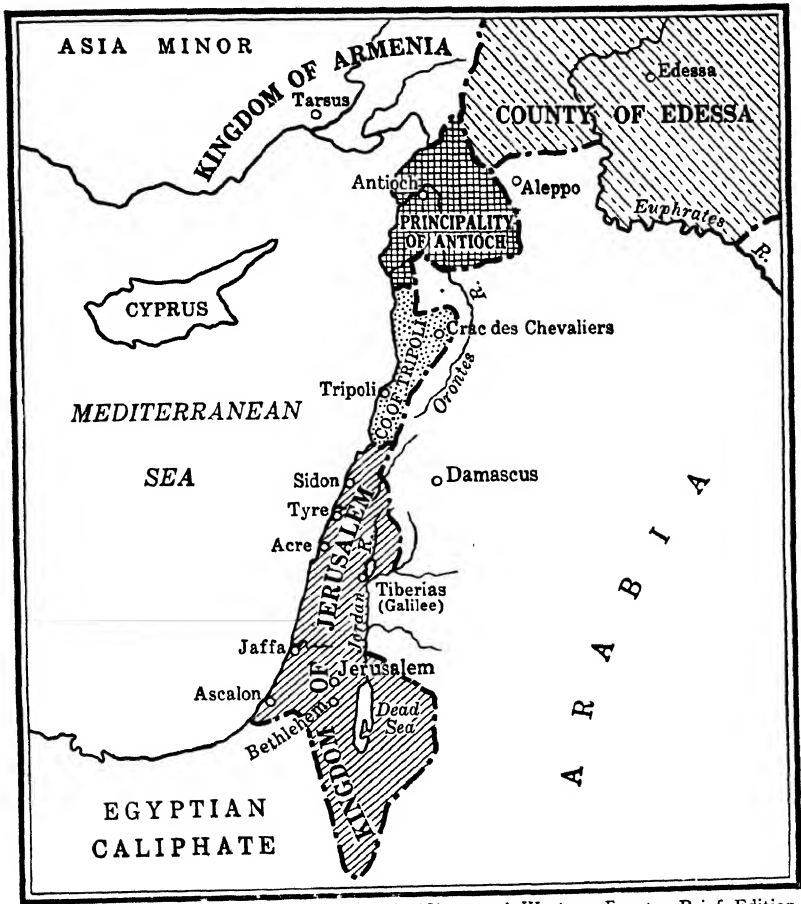 ASIA MINOR
KINGDOM OF ARMENIA
Tarsus
Edessa
COUNTY OF EDESSA
Antioch
Aleppo
PRINCIPALITY
OF ANTIOCH
Euphrates
R.
CYPRUS
R.
Crac des Chevaliers
CO. OF TRIPOLI
Orontes
Tripoli
MEDITERRANEAN
SEA
Sidon
Damascus
Tyre
Acre
R.
Jordan
Tiberias
(Galilee)
ARABIA
Jaffa
Jerusalem
Ascalon
Bethlehem
Dead
Sea
KINGDOM OF JERUSALEM
EGYPTIAN
CALIPHATE
Brief Edition